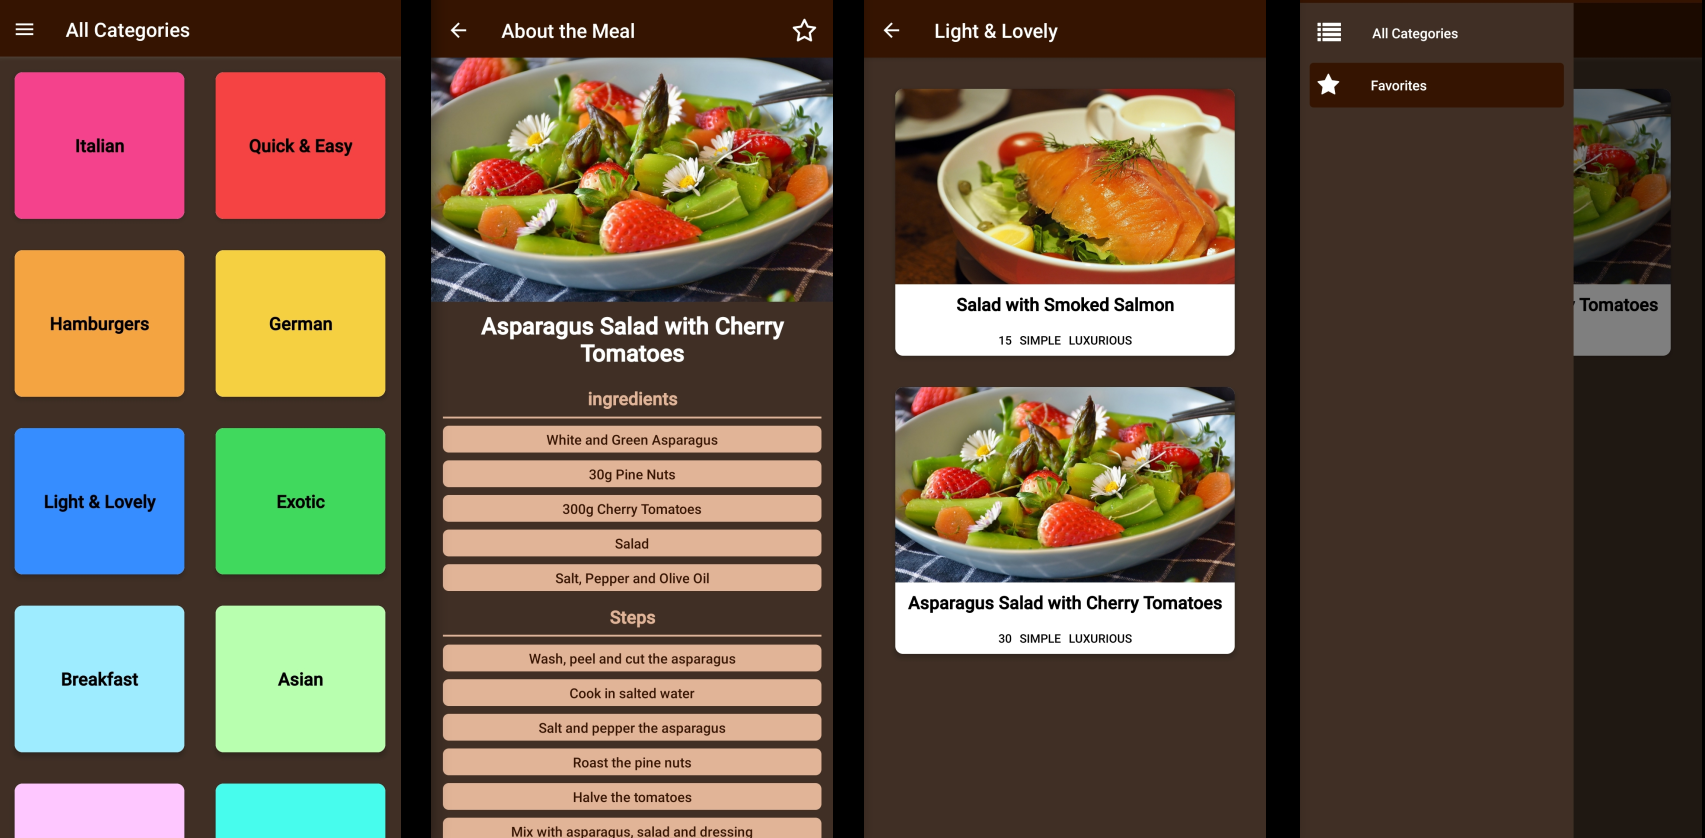 All Categories
Italian
Quick & Easy
Hamburgers
German
Light & Lovely
Exotic
Breakfast
Asian
About the Meal
Asparagus Salad with Cherry
Tomatoes
ingredients
White and Green Asparagus
30g Pine Nuts
300g Cherry Tomatoes
Salad
Salt, Pepper and Olive Oil
Steps
Wash, peel and cut the asparagus
Cook in salted water
Salt and pepper the asparagus
Roast the pine nuts
Halve the tomatoes
Mix with asparagus, salad and dressing
Light & Lovely
Salad with Smoked Salmon
15 SIMPLE LUXURIOUS
Asparagus Salad with Cherry Tomatoes
30 SIMPLE LUXURIOUS
All Categories
Favorites
Tomatoes